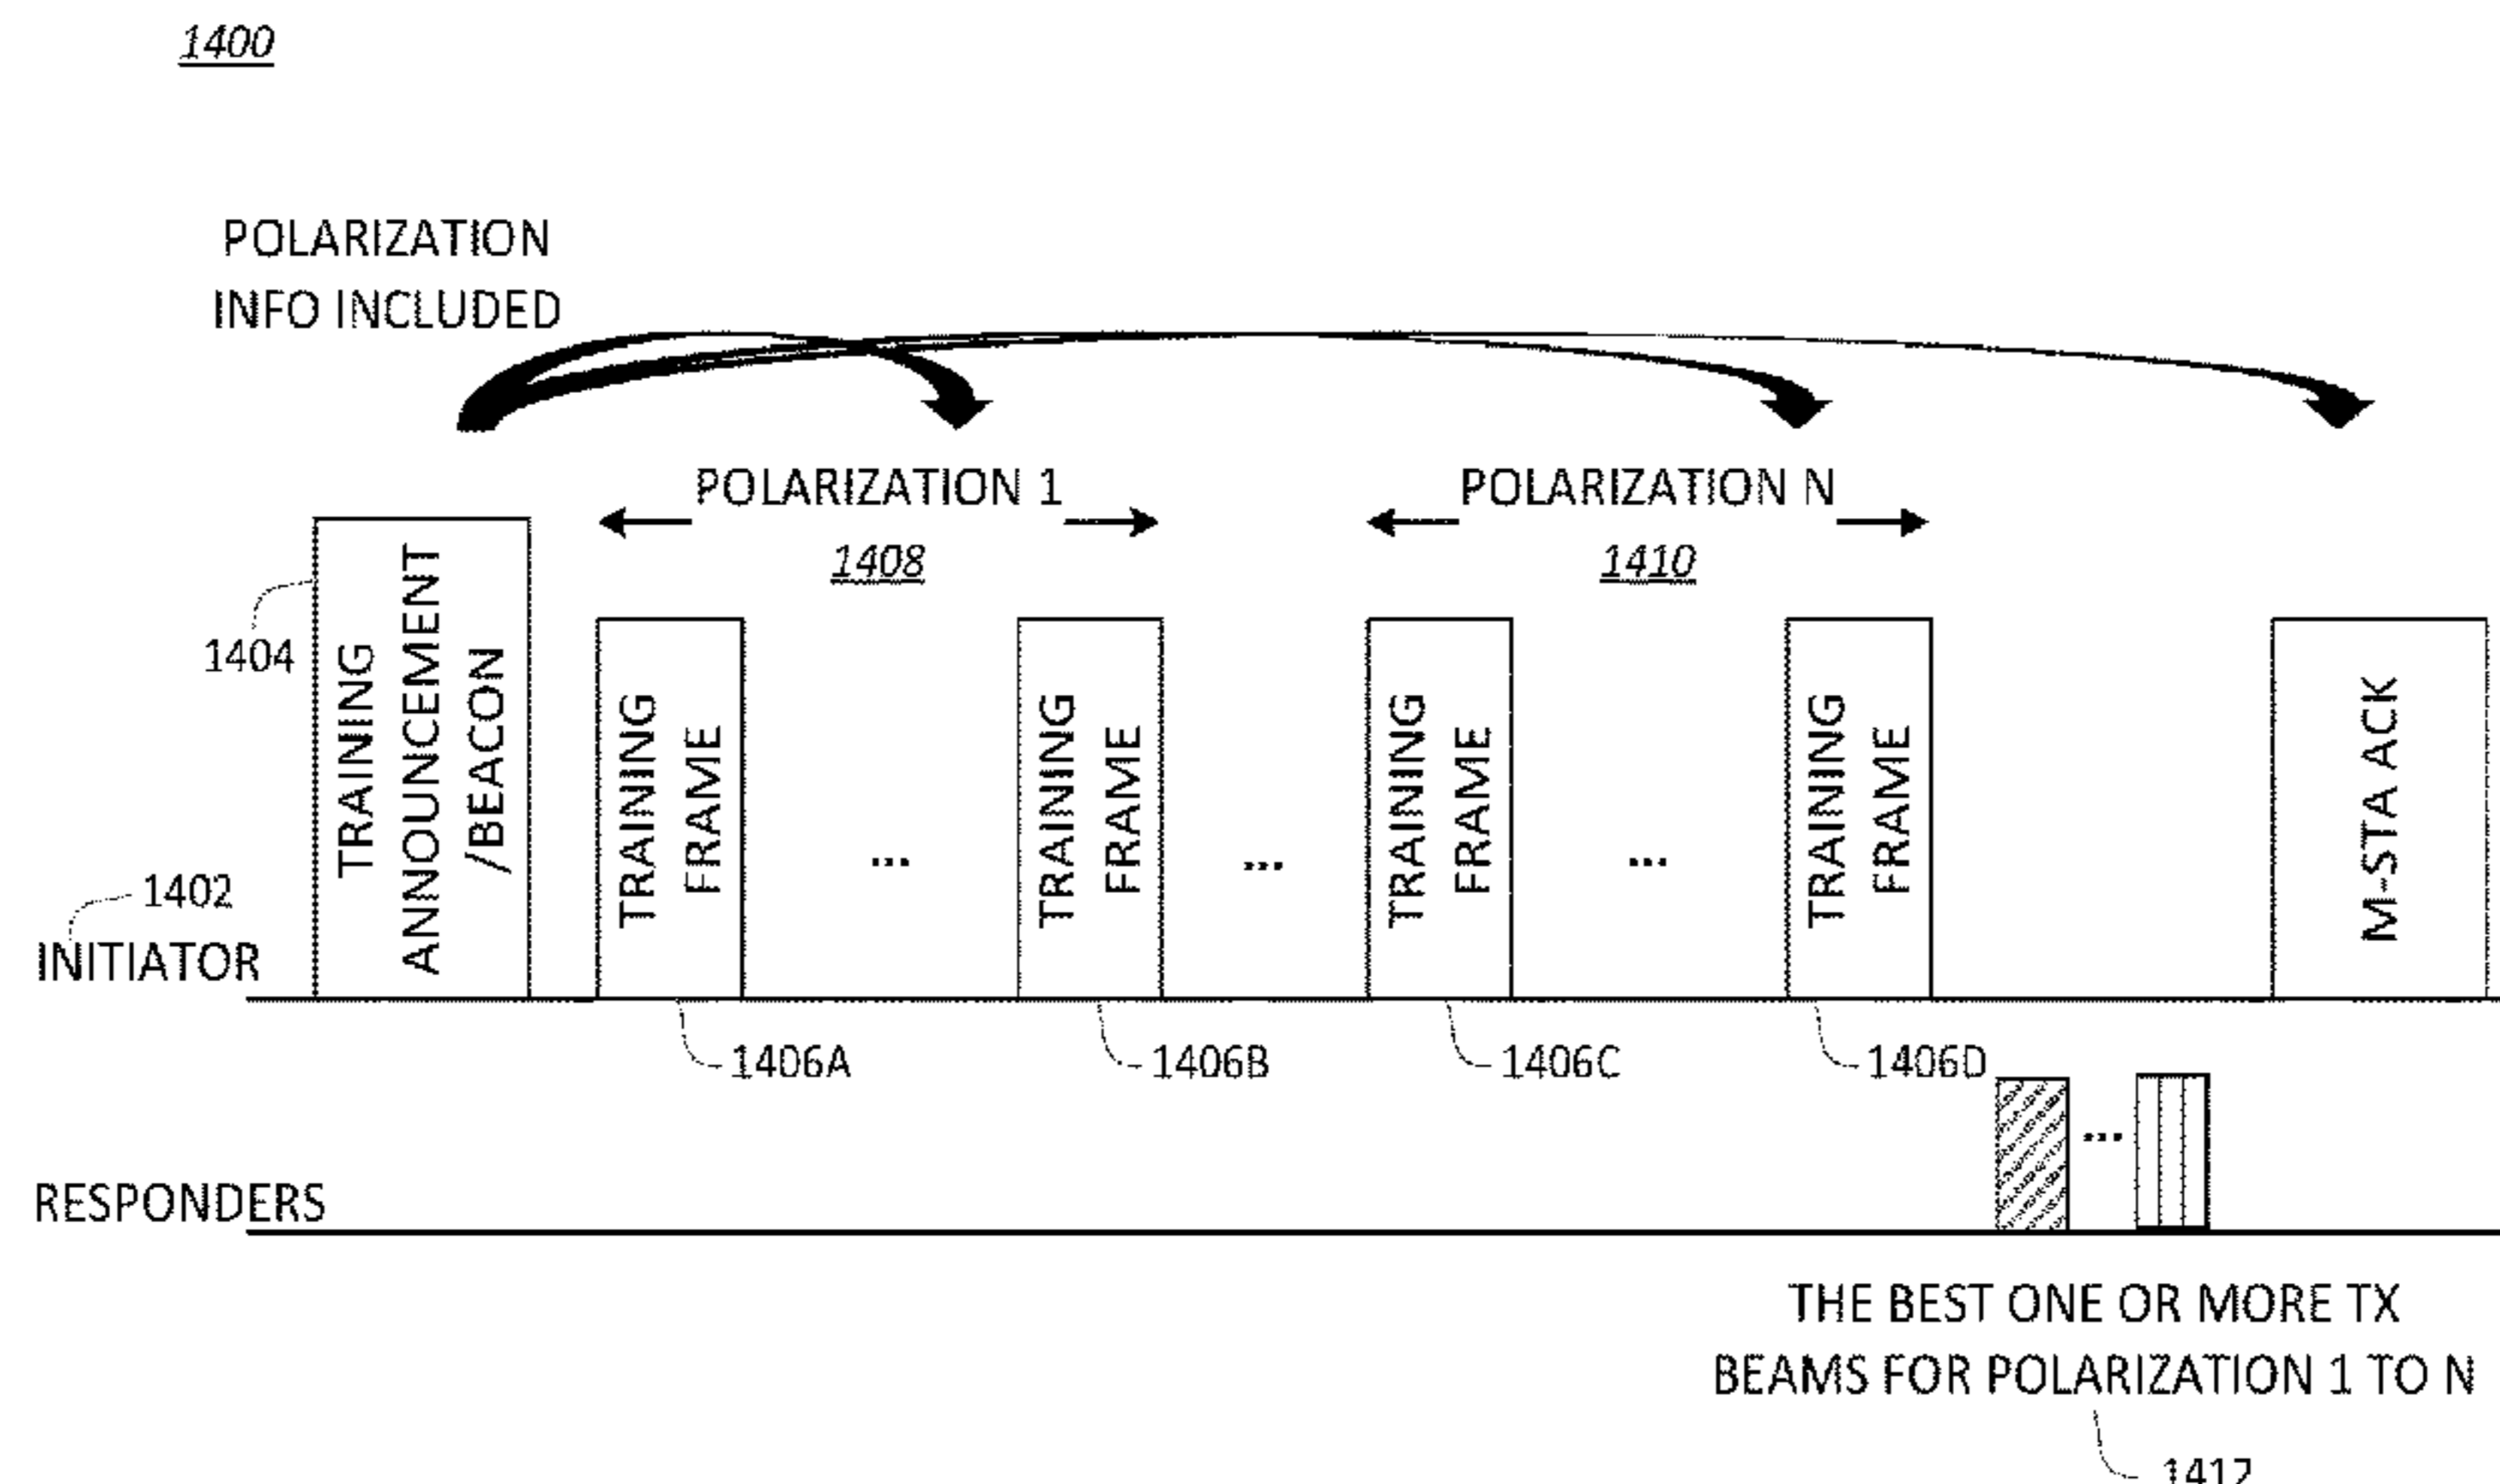 1400
POLARIZATION
INFO INCLUDED
POLARIZATION 1
POLARIZATION N
1408
1410
1404
TRAINING
ANNOUNCEMENT
/BEACON
TRAINING
FRAME
...
TRAINING
FRAME
...
TRAINING
FRAME
...
TRAINING
FRAME
M-STA ACK
1402
INITIATOR
1406A
1406B
1406C
1406D
...
RESPONDERS
THE BEST ONE OR MORE TX
BEAMS FOR POLARIZATION 1 TO N
1412